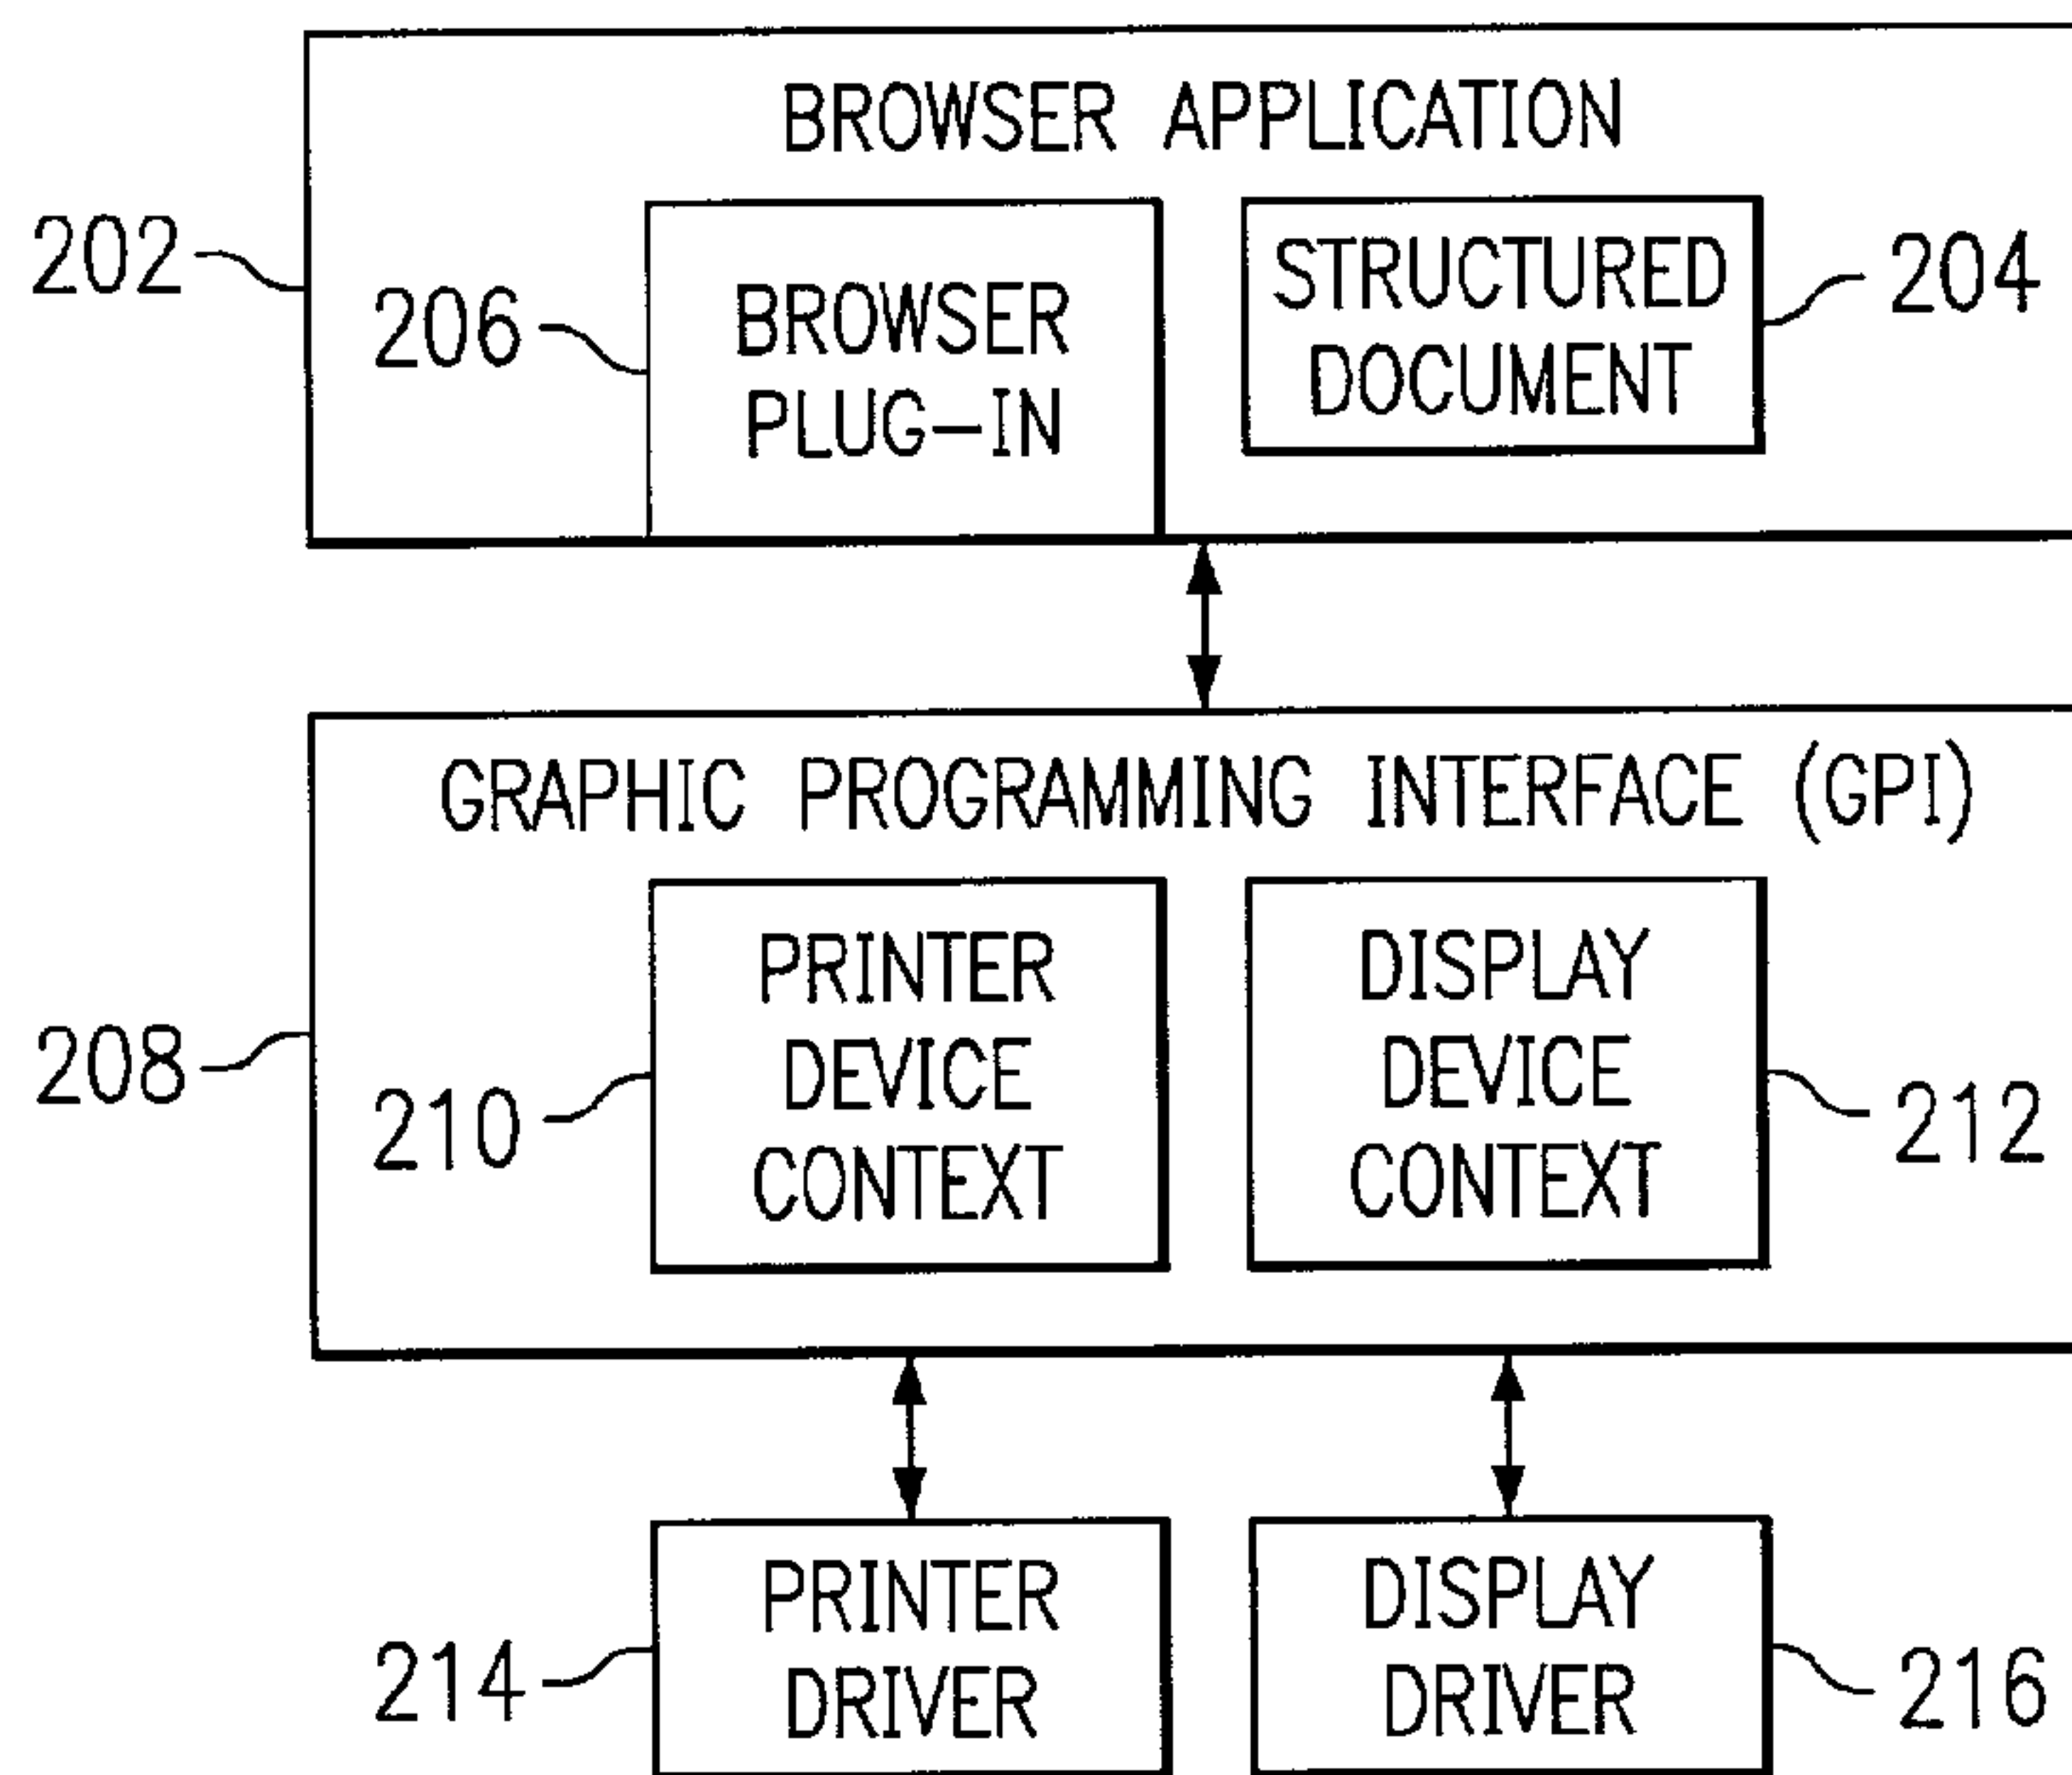 BROWSER APPLICATION
202
206
BROWSER
PLUG-IN
STRUCTURED
DOCUMENT
204
GRAPHIC PROGRAMMING INTERFACE (GPI)
208
210
PRINTER
DEVICE
CONTEXT
DISPLAY
DEVICE
CONTEXT
212
214
PRINTER
DRIVER
DISPLAY
DRIVER
216